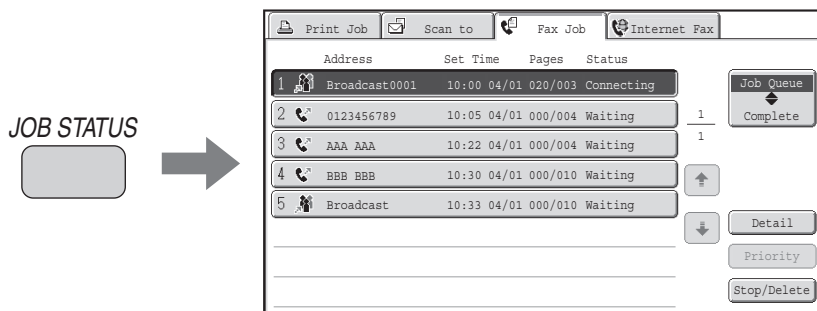 JOB STATUS
Print Job Scan to Fax Job Internet Fax
Address Set Time Pages Status
1 Broadcast0001 10:00 04/01 020/003 Connecting
2 0123456789 10:05 04/01 000/004 Waiting
3 AAA AAA 10:22 04/01 000/004 Waiting
4 BBB BBB 10:30 04/01 000/010 Waiting
5 Broadcast 10:33 04/01 000/010 Waiting
1
1
Job Queue
Complete
Detail
Priority
Stop/Delete